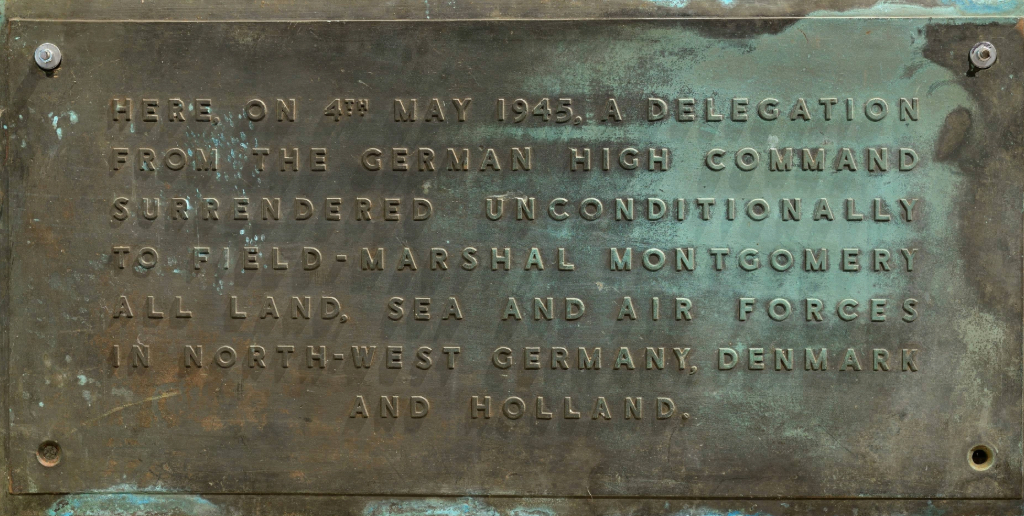 HERE, ON 4TH MAY 1945, A DELEGATION
FROM THE GERMAN HIGH COMMAND
SURRENDERED UNCONDITIONALLY
TO FIELD-MARSHAL MONTGOMERY
ALL LAND, SEA AND AIR FORCES
IN NORTH-WEST GERMANY, DENMARK
AND HOLLAND.